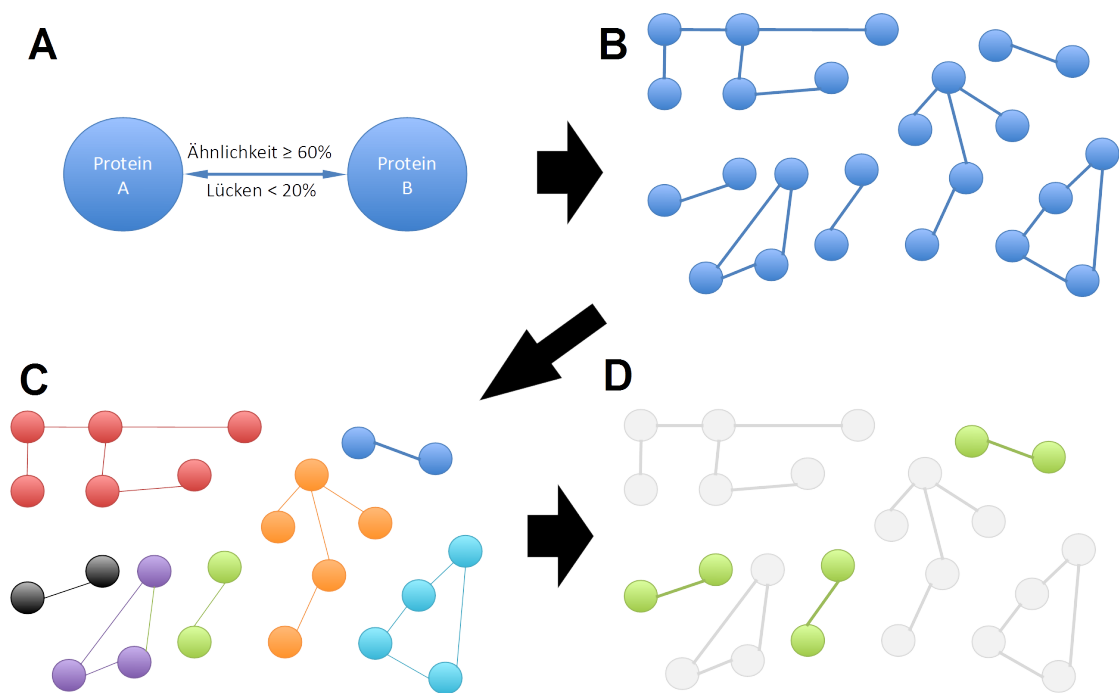 A
B
Protein
A
Ähnlichkeit ≥ 60%
Lücken < 20%
Protein
B
C
D